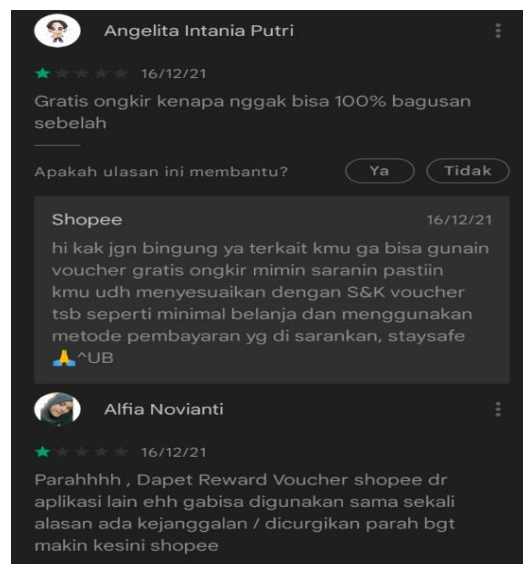 Angelita Intania Putri
16/12/21
Gratis ongkir kenapa nggak bisa 100% bagusan
sebelah
Apakah ulasan ini membantu? Ya Tidak
Shopee 16/12/21
hi kak jgn bingung ya terkait kmu ga bisa gunain
voucher gratis ongkir mimin saranin pastiin
kmu udh menyesuaikan dengan S&K voucher
tsb seperti minimal belanja dan menggunakan
metode pembayaran yg di sarankan, staysafe
🙏^UB
Alfia Novianti
16/12/21
Parahhhh , Dapet Reward Voucher shopee dr
aplikasi lain ehh gabisa digunakan sama sekali
alasan ada kejanggalan / dicurgikan parah bgt
makin kesini shopee